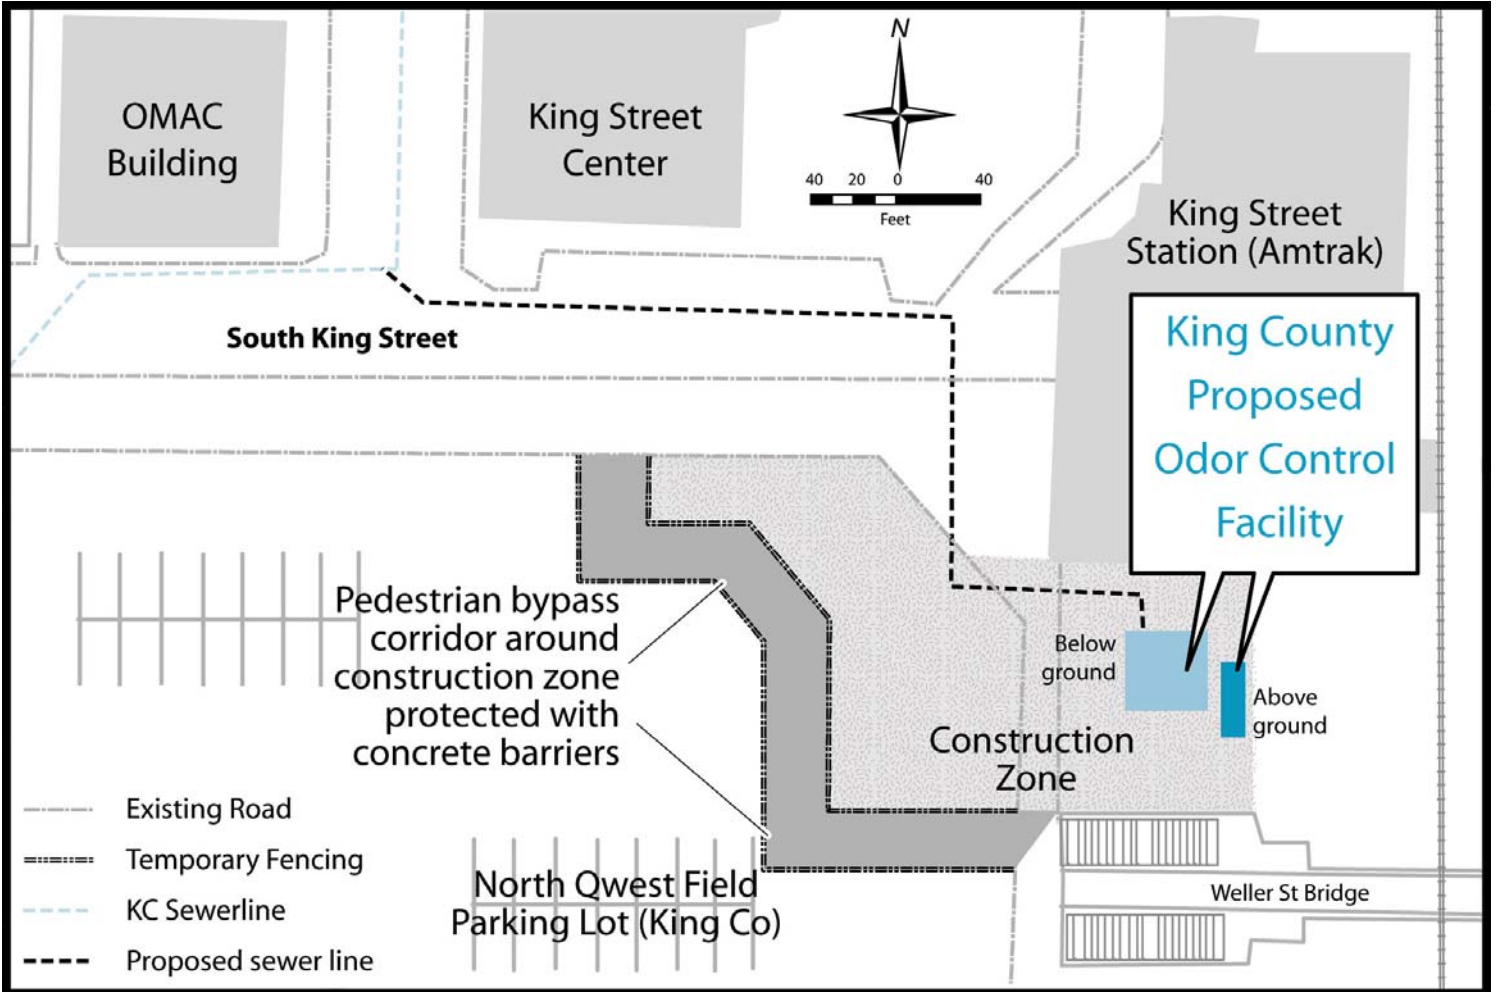 N
OMAC
Building
King Street
Center
40 20 0 40
Feet
King Street
Station (Amtrak)
King County
Proposed
Odor Control
Facility
South King Street
Pedestrian bypass
corridor around
construction zone
protected with
concrete barriers
Below
ground
Above
ground
Construction
Zone
Existing Road
Temporary Fencing
KC Sewerline
Proposed sewer line
North Qwest Field
Parking Lot (King Co)
Weller St Bridge